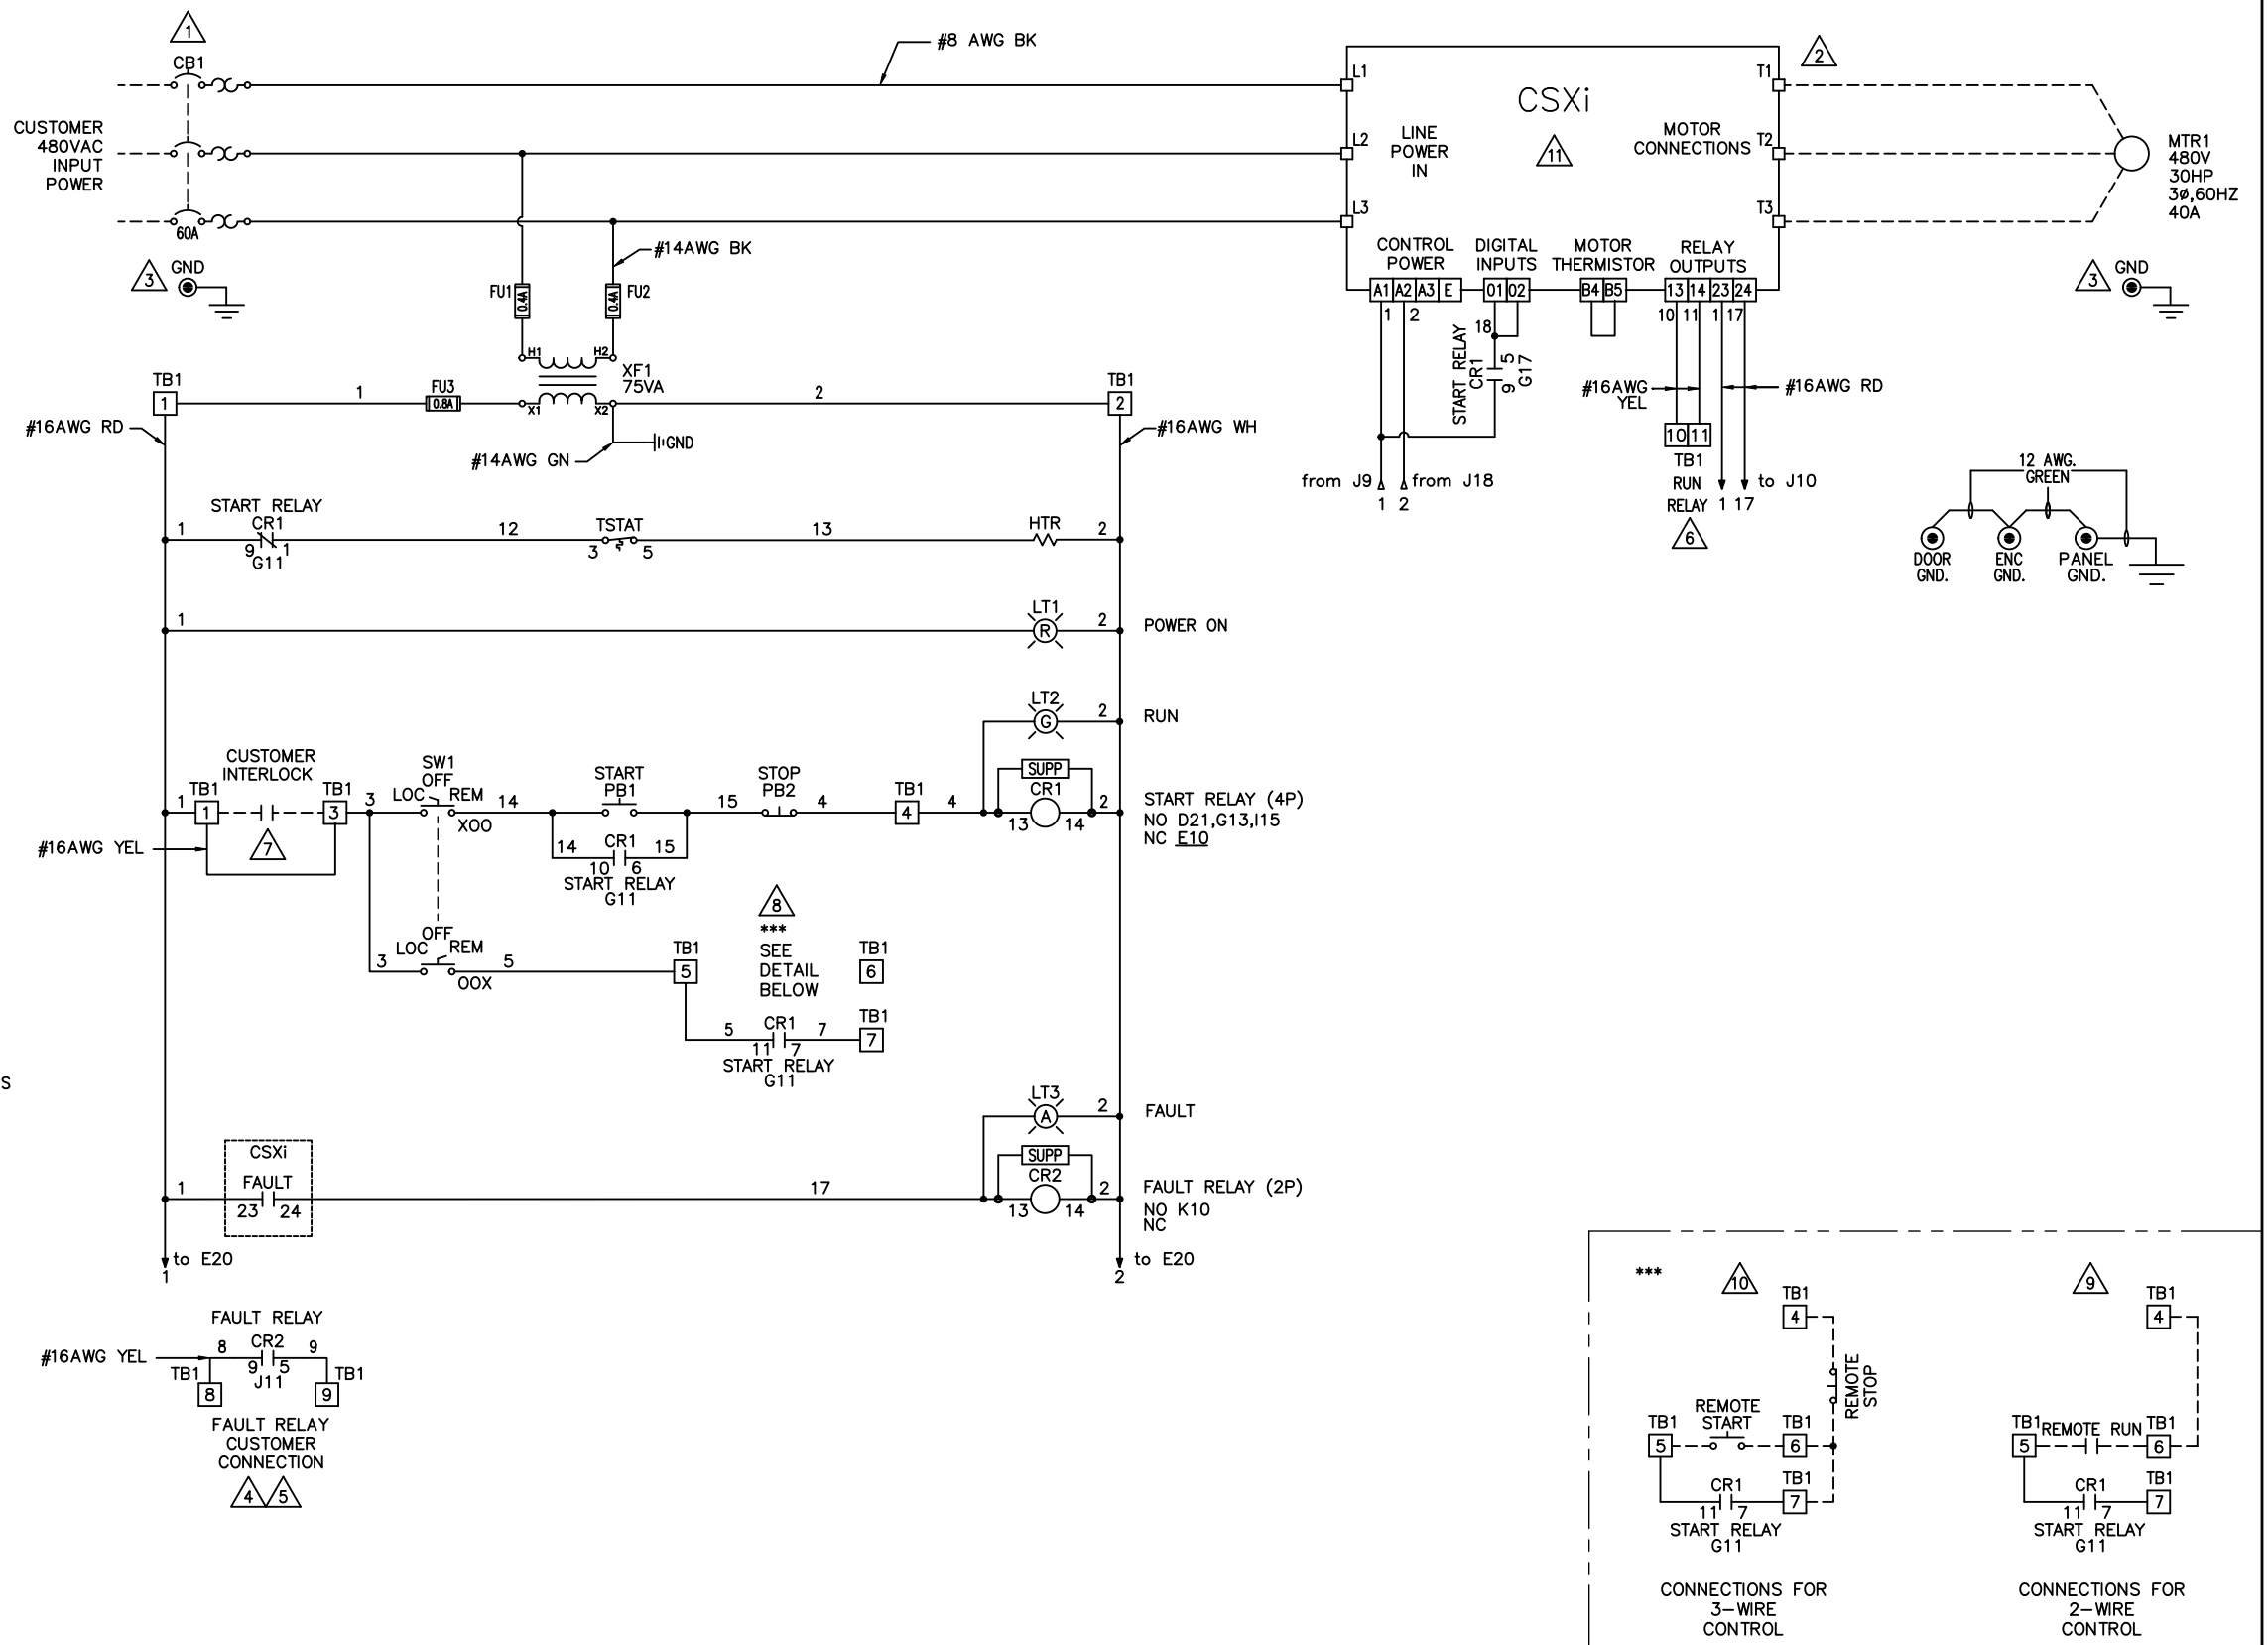 1
CB1
#8 AWG BK
CUSTOMER
480VAC
INPUT
POWER
60A
3
GND
L1
L2
L3
CSXi
11
LINE
POWER
IN
MOTOR
CONNECTIONS
T1
T2
T3
2
MTR1
480V
30HP
3ø,60HZ
40A
3
GND
CONTROL
POWER
DIGITAL
INPUTS
MOTOR
THERMISTOR
RELAY
OUTPUTS
A1 A2 A3 E
01 02
B4 B5
13 14 23 24
1 2
18
10 11 1 17
START RELAY
CR1
9 5
G17
#16AWG
YEL
#16AWG RD
10 11
TB1
RUN
RELAY
6
1 17
to J10
from J9
from J18
1 2
#14AWG BK
FU1
0.4A
0.4A
FU2
H1
H2
XF1
75VA
TB1
1
1
FU3
0.8A
X1
X2
2
TB1
2
#16AWG RD
#14AWG GN
GND
#16AWG WH
12 AWG.
GREEN
DOOR
GND.
ENC
GND.
PANEL
GND.
START RELAY
CR1
1
9 1
G11
12
TSTAT
3 5
13
HTR
2
1
LT1
R
2
POWER ON
LT2
G
2
RUN
CUSTOMER
INTERLOCK
1
TB1
1
TB1
3
7
#16AWG YEL
3
SW1
OFF
LOC REM
XOO
14
START
PB1
15
STOP
PB2
4
TB1
4
4
SUPP
CR1
13 14
2
START RELAY (4P)
NO D21,G13,I15
NC E10
14
CR1
15
10 6
START RELAY
G11
8
***
SEE
DETAIL
BELOW
OFF
LOC REM
3
OOX
5
TB1
5
TB1
6
5
CR1
7
11 7
START RELAY
G11
TB1
7
S
LT3
A
2
FAULT
CSXi
FAULT
1
23 24
17
SUPP
CR2
13 14
2
FAULT RELAY (2P)
NO K10
NC
to E20
1
to E20
2
FAULT RELAY
#16AWG YEL
8
CR2
9
9 5
J11
TB1
8
TB1
9
FAULT RELAY
CUSTOMER
CONNECTION
4 5
***
10
TB1
4
REMOTE
STOP
REMOTE
START
TB1
5
TB1
6
CR1
11 7
TB1
7
START RELAY
G11
CONNECTIONS FOR
3-WIRE
CONTROL
9
TB1
4
TB1
5
REMOTE RUN
TB1
6
CR1
11 7
TB1
7
START RELAY
G11
CONNECTIONS FOR
2-WIRE
CONTROL